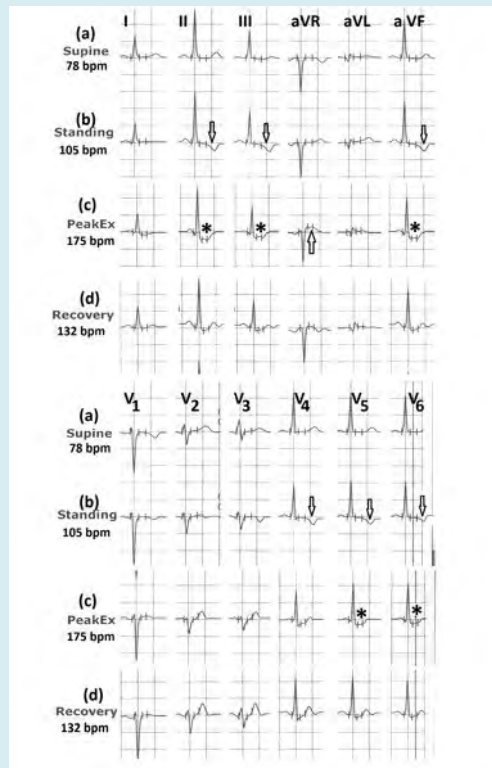 I II III aVR aVL aVF
(a)
Supine
78 bpm
(b)
Standing
105 bpm
(c)
PeakEx
175 bpm
* * * 
(d)
Recovery
132 bpm
V1 V2 V3 V4 V5 V6
(a)
Supine
78 bpm
(b)
Standing
105 bpm
(c)
PeakEx
175 bpm
* *
(d)
Recovery
132 bpm